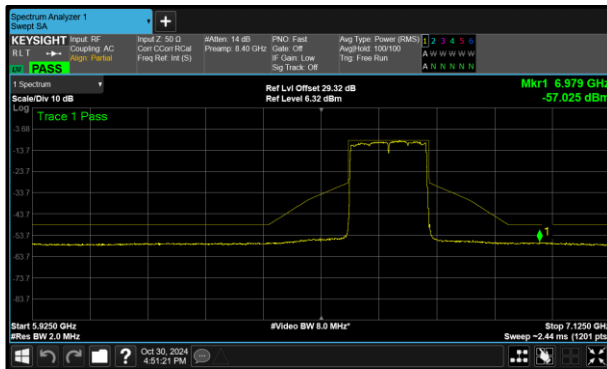 Spectrum Analyzer 1
Swept SA
+
KEYSIGHT Input: RF Input Z: 50 Ω #Atten: 14 dB PNO: Fast Avg Type: Power (RMS) 1 2 3 4 5 6
R L T Coupling: AC Corr CCorr RCal Preamp: 8.40 GHz Gate: Off Avg|Hold: 100/100 A W W W W W
Align: Partial Freq Ref: Int (S) IF Gain: Low Trig: Free Run
LXI PASS Sig Track: Off A N N N N N
1 Spectrum Ref Lvl Offset 29.32 dB Mkr1 6.979 GHz
Scale/Div 10 dB Ref Level 6.32 dBm -57.025 dBm
Log Trace 1 Pass
-3.68
-13.7
-23.7
-33.7
-43.7
-53.7 1
-63.7
-73.7
-83.7
Start 5.9250 GHz #Video BW 8.0 MHz* Stop 7.1250 GHz
#Res BW 2.0 MHz Sweep ~2.44 ms (1201 pts)
? Oct 30, 2024
4:51:21 PM